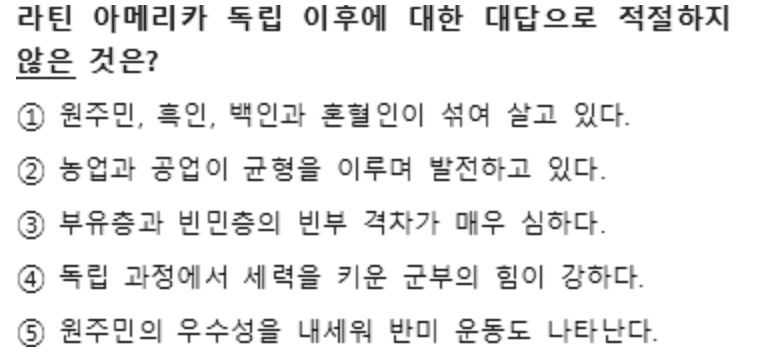 라틴 아메리카 독립 이후에 대한 대답으로 적절하지
않은 것은?
① 원주민, 흑인, 백인과 혼혈인이 섞여 살고 있다.
② 농업과 공업이 균형을 이루며 발전하고 있다.
③ 부유층과 빈민층의 빈부 격차가 매우 심하다.
④ 독립 과정에서 세력을 키운 군부의 힘이 강하다.
⑤ 원주민의 우수성을 내세워 반미 운동도 나타난다.